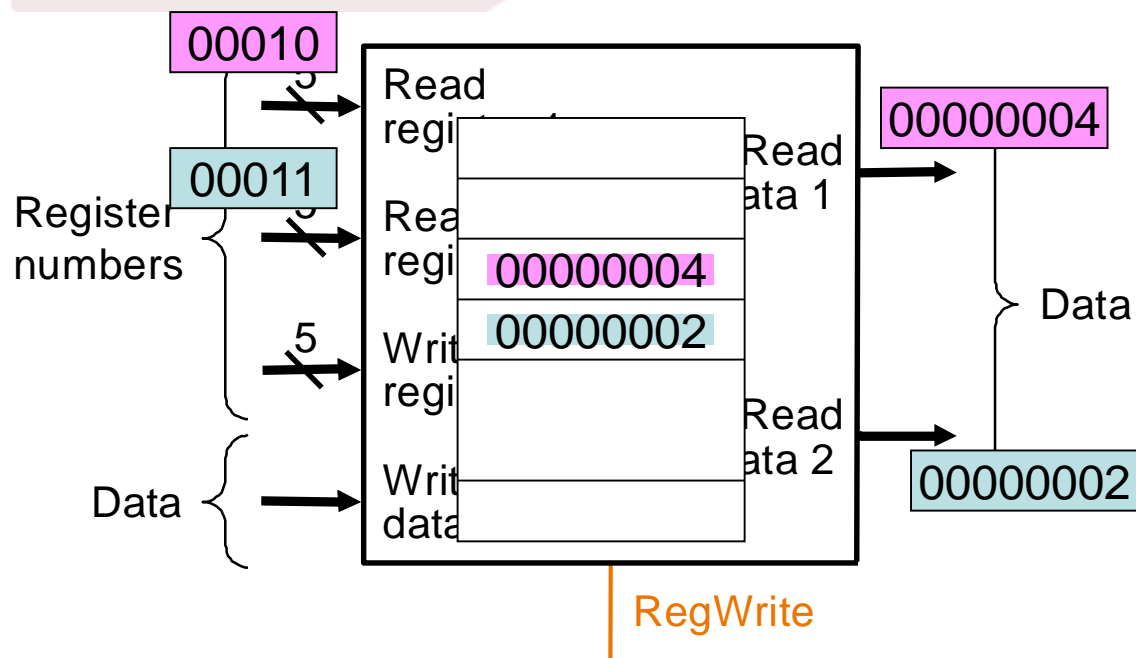 00010
5
Read
regi
00011
Register
numbers
Rea
regi
5
Writ
regi
Data
Writ
data
00000004
00000002
Read
ata 1
Read
ata 2
00000004
Data
00000002
RegWrite